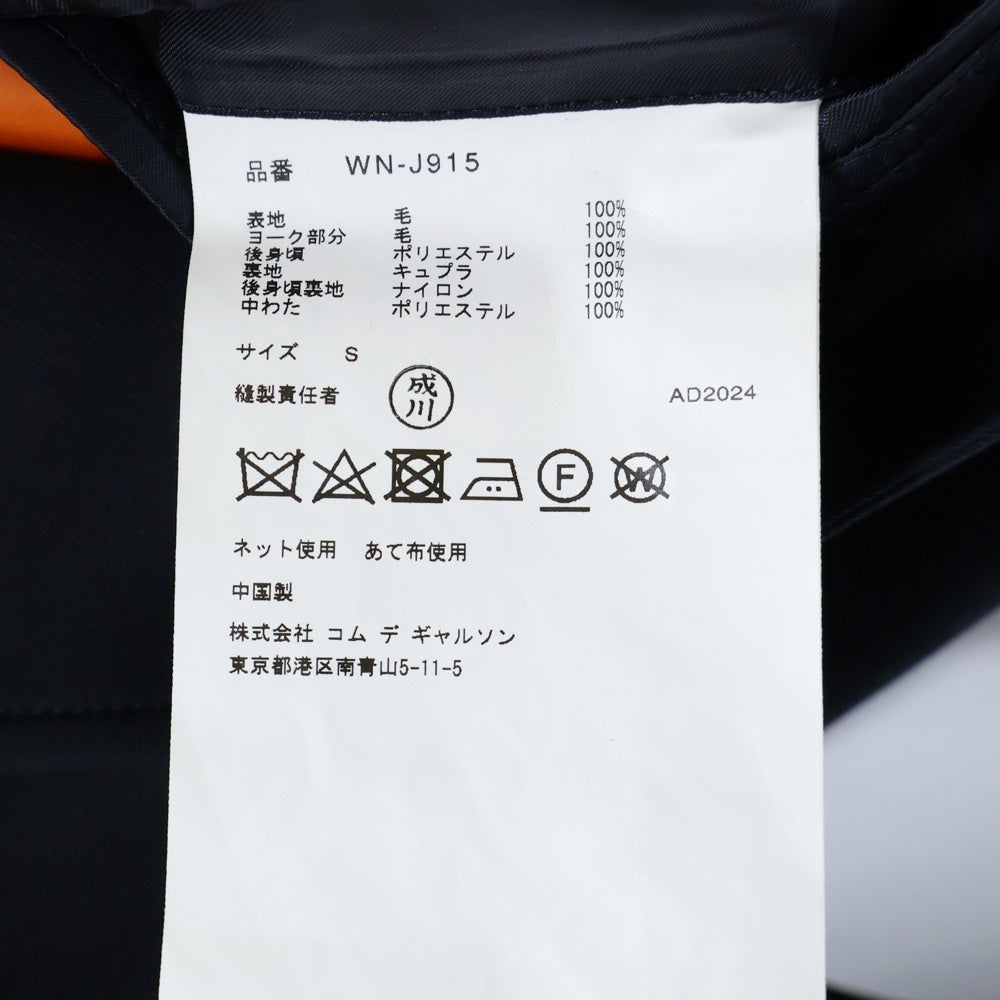 品番 WN-J915
表地 毛 100%
ヨーク部分 毛 100%
後身頃 ポリエステル 100%
裏地 キュプラ 100%
後身頃裏地 ナイロン 100%
中わた ポリエステル 100%
サイズ S
縫製責任者 成川 AD2024
F W
ネット使用 あて布使用
中国製
株式会社 コム デ ギャルソン
東京都港区南青山5-11-5